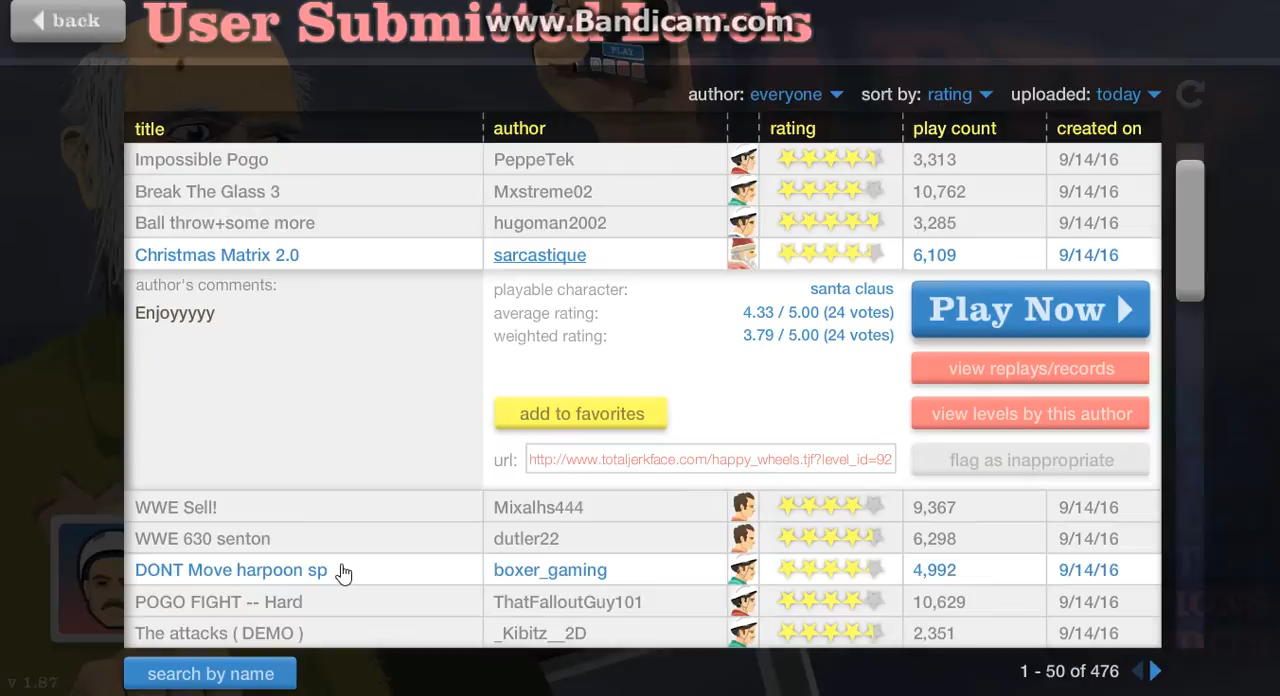 back
User Submitted Levels
www.Bandicam.com
PLAY
author: everyone sort by: rating uploaded: today
title author rating play count created on
Impossible Pogo PeppeTek 3,313 9/14/16
Break The Glass 3 Mxstreme02 10,762 9/14/16
Ball throw+some more hugoman2002 3,285 9/14/16
Christmas Matrix 2.0 sarcastique 6,109 9/14/16
author's comments:
Enjoyyyyy
playable character: santa claus
average rating: 4.33 / 5.00 (24 votes)
weighted rating: 3.79 / 5.00 (24 votes)
Play Now
view replays/records
add to favorites
view levels by this author
url: http://www.totaljerkface.com/happy_wheels.tjf?level_id=92
flag as inappropriate
WWE Sell! Mixalhs444 9,367 9/14/16
WWE 630 senton dutler22 6,298 9/14/16
DONT Move harpoon sp boxer_gaming 4,992 9/14/16
POGO FIGHT -- Hard ThatFalloutGuy101 10,629 9/14/16
The attacks ( DEMO ) _Kibitz__2D 2,351 9/14/16
search by name
1 - 50 of 476
v 1.87